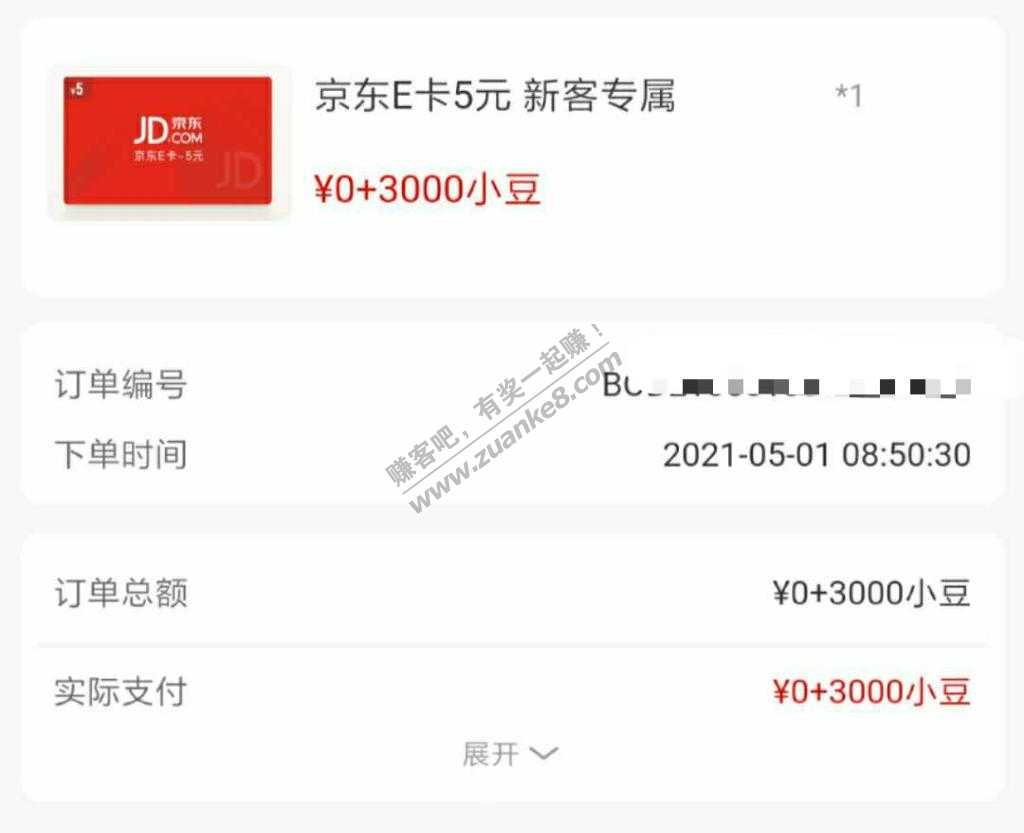 ¥5
JD 京东
.COM
京东E卡-5元
JD
京东E卡5元 新客专属 *1
¥0+3000小豆
订单编号
下单时间 2021-05-01 08:50:30
赚客吧，有奖一起赚！
www.zuanke8.com
订单总额 ¥0+3000小豆
实际支付 ¥0+3000小豆
展开